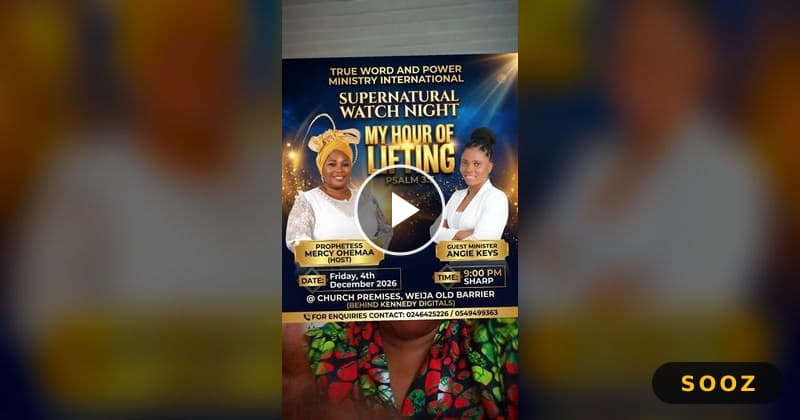 TRUE WORD AND POWER
MINISTRY INTERNATIONAL
SUPERNATURAL
WATCH NIGHT
MY HOUR OF
LIFTING
PSALM 3:3
PROPHETESS
MERCY OHEMAA
(HOST)
GUEST MINISTER
ANGIE KEYS
DATE: Friday, 4th
December 2026
TIME: 9:00 PM
SHARP
@ CHURCH PREMISES, WEIJA OLD BARRIER
(BEHIND KENNEDY DIGITALS)
FOR ENQUIRIES CONTACT: 0246425226 / 0549499363
SOOZ